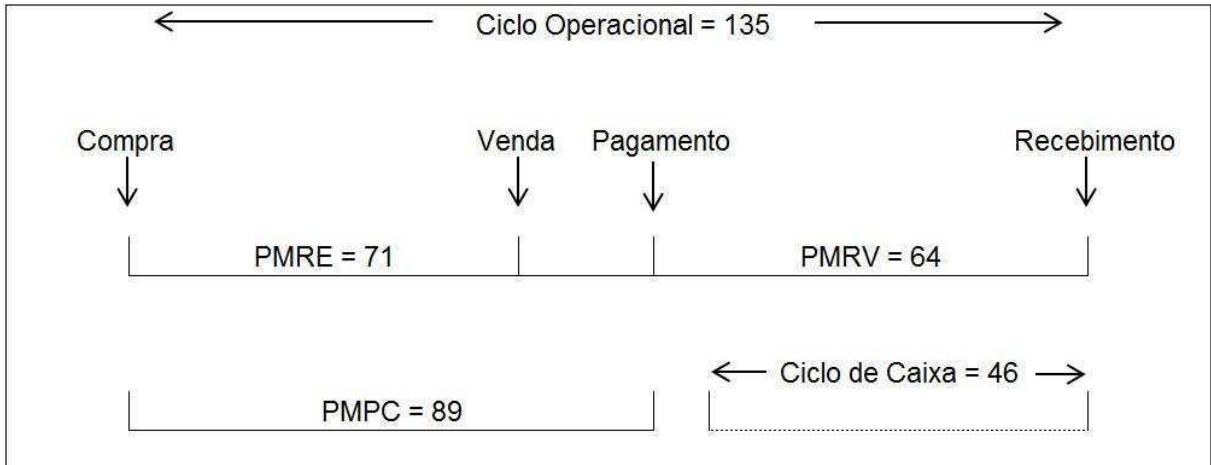 Ciclo Operacional = 135
Compra Venda Pagamento Recebimento
PMRE = 71 PMRV = 64
Ciclo de Caixa = 46
PMPC = 89